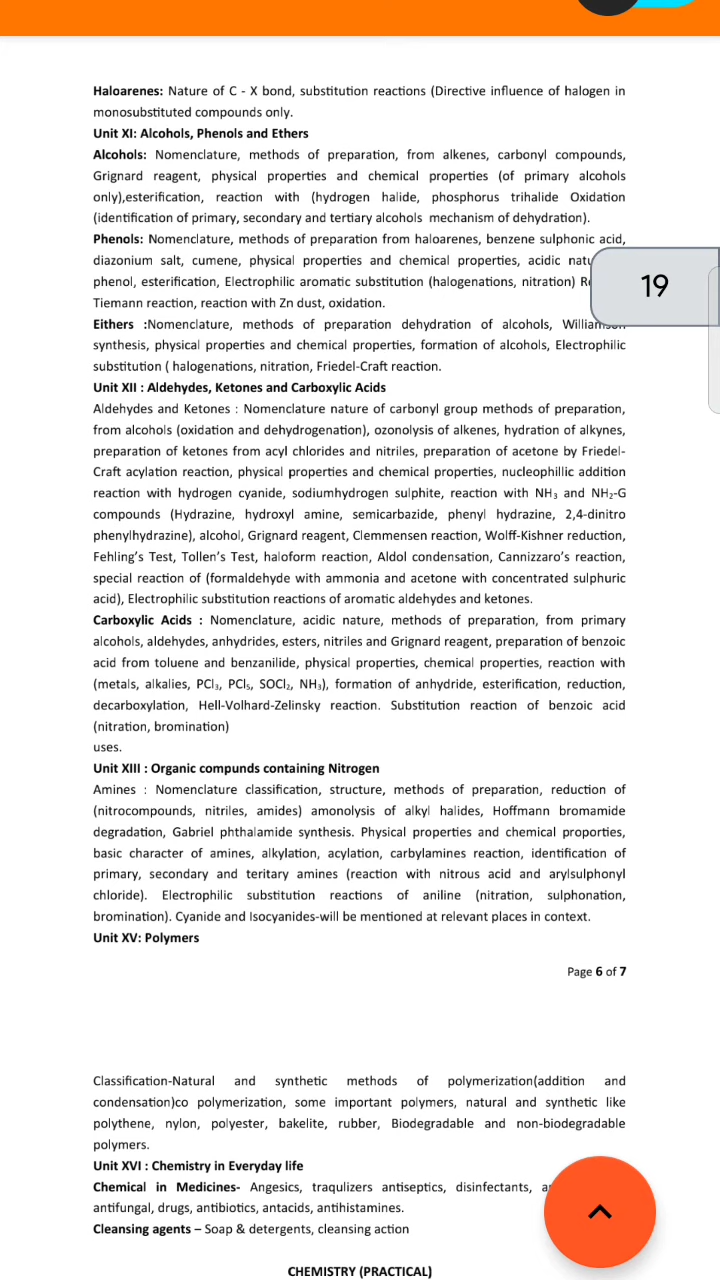 Haloarenes: Nature of C - X bond, substitution reactions (Directive influence of halogen in
monosubstituted compounds only.
Unit XI: Alcohols, Phenols and Ethers
Alcohols: Nomenclature, methods of preparation, from alkenes, carbonyl compounds,
Grignard reagent, physical properties and chemical properties (of primary alcohols
only),esterification, reaction with (hydrogen halide, phosphorus trihalide Oxidation
(identification of primary, secondary and tertiary alcohols mechanism of dehydration).
Phenols: Nomenclature, methods of preparation from haloarenes, benzene sulphonic acid,
diazonium salt, cumene, physical properties and chemical properties, acidic
phenol, esterification, Electrophilic aromatic substitution (halogenations, nitration)
19
Tiemann reaction, reaction with Zn dust, oxidation.
Eithers :Nomenclature, methods of preparation dehydration of alcohols,
synthesis, physical properties and chemical properties, formation of alcohols, Electrophilic
substitution ( halogenations, nitration, Friedel-Craft reaction.
Unit XII : Aldehydes, Ketones and Carboxylic Acids
Aldehydes and Ketones : Nomenclature nature of carbonyl group methods of preparation,
from alcohols (oxidation and dehydrogenation), ozonolysis of alkenes, hydration of alkynes,
preparation of ketones from acyl chlorides and nitriles, preparation of acetone by Friedel-
Craft acylation reaction, physical properties and chemical properties, nucleophillic addition
reaction with hydrogen cyanide, sodiumhydrogen sulphite, reaction with NH₃ and NH₂-G
compounds (Hydrazine, hydroxyl amine, semicarbazide, phenyl hydrazine, 2,4-dinitro
phenylhydrazine), alcohol, Grignard reagent, Clemmensen reaction, Wolff-Kishner reduction,
Fehling's Test, Tollen's Test, haloform reaction, Aldol condensation, Cannizzaro's reaction,
special reaction of (formaldehyde with ammonia and acetone with concentrated sulphuric
acid), Electrophilic substitution reactions of aromatic aldehydes and ketones.
Carboxylic Acids : Nomenclature, acidic nature, methods of preparation, from primary
alcohols, aldehydes, anhydrides, esters, nitriles and Grignard reagent, preparation of benzoic
acid from toluene and benzanilide, physical properties, chemical properties, reaction with
(metals, alkalies, PCl₃, PCl₅, SOCl₂, NH₃), formation of anhydride, esterification, reduction,
decarboxylation, Hell-Volhard-Zelinsky reaction. Substitution reaction of benzoic acid
(nitration, bromination)
uses.
Unit XIII : Organic compunds containing Nitrogen
Amines : Nomenclature classification, structure, methods of preparation, reduction of
(nitrocompounds, nitriles, amides) amonolysis of alkyl halides, Hoffmann bromamide
degradation, Gabriel phthalamide synthesis. Physical properties and chemical proporties,
basic character of amines, alkylation, acylation, carbylamines reaction, identification of
primary, secondary and teritary amines (reaction with nitrous acid and arylsulphonyl
chloride). Electrophilic substitution reactions of aniline (nitration, sulphonation,
bromination). Cyanide and Isocyanides-will be mentioned at relevant places in context.
Unit XV: Polymers
Page 6 of 7
Classification-Natural and synthetic methods of polymerization(addition and
condensation)co polymerization, some important polymers, natural and synthetic like
polythene, nylon, polyester, bakelite, rubber, Biodegradable and non-biodegradable
polymers.
Unit XVI : Chemistry in Everyday life
Chemical in Medicines- Angesics, traqulizers antiseptics, disinfectants,
antifungal, drugs, antibiotics, antacids, antihistamines.
Cleansing agents – Soap & detergents, cleansing action
CHEMISTRY (PRACTICAL)